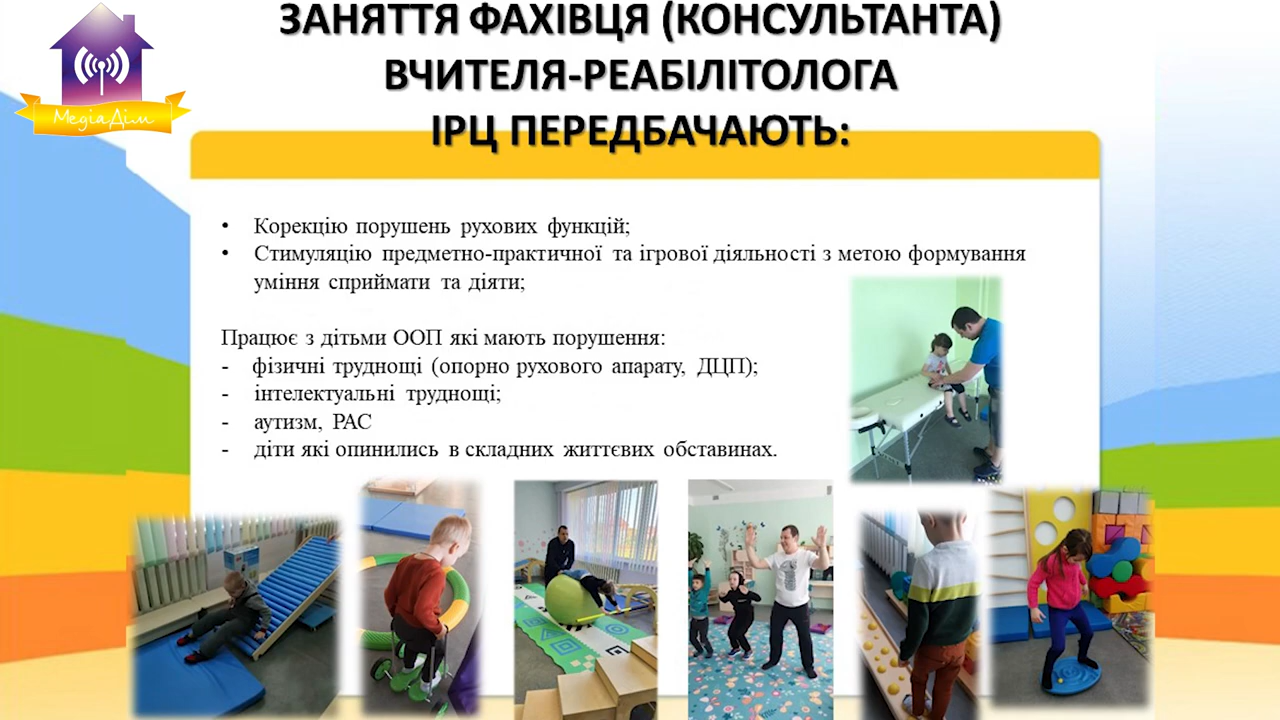 ЗАНЯТТЯ ФАХІВЦЯ (КОНСУЛЬТАНТА)
ВЧИТЕЛЯ-РЕАБІЛІТОЛОГА
ІРЦ ПЕРЕДБАЧАЮТЬ:
МедіаДім
• Корекцію порушень рухових функцій;
• Стимуляцію предметно-практичної та ігрової діяльності з метою формування
уміння сприймати та діяти;
Працює з дітьми ООП які мають порушення:
- фізичні труднощі (опорно рухового апарату, ДЦП);
- інтелектуальні труднощі;
- аутизм, РАС
- діти які опинились в складних життєвих обставинах.